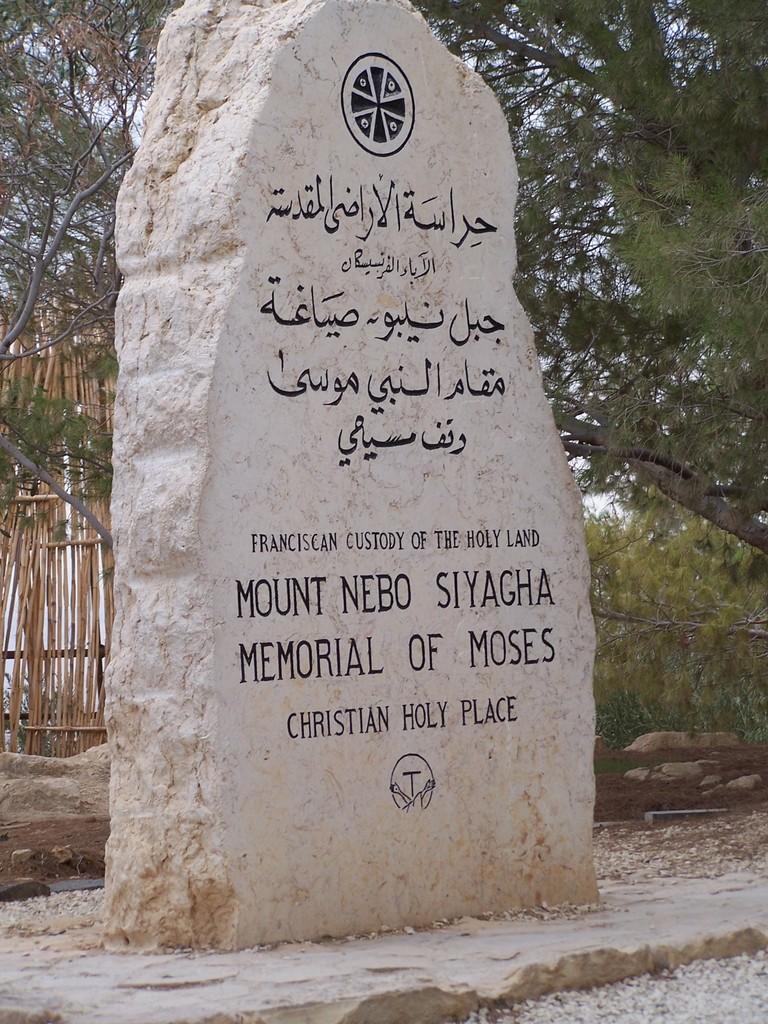 حراسة الاراضي المقدسة
الآباء الفرنسيسكان
جبل نيبو، صياغة
مقام النبي موسى
وقف مسيحي
FRANCISCAN CUSTODY OF THE HOLY LAND
MOUNT NEBO SIYAGHA
MEMORIAL OF MOSES
CHRISTIAN HOLY PLACE